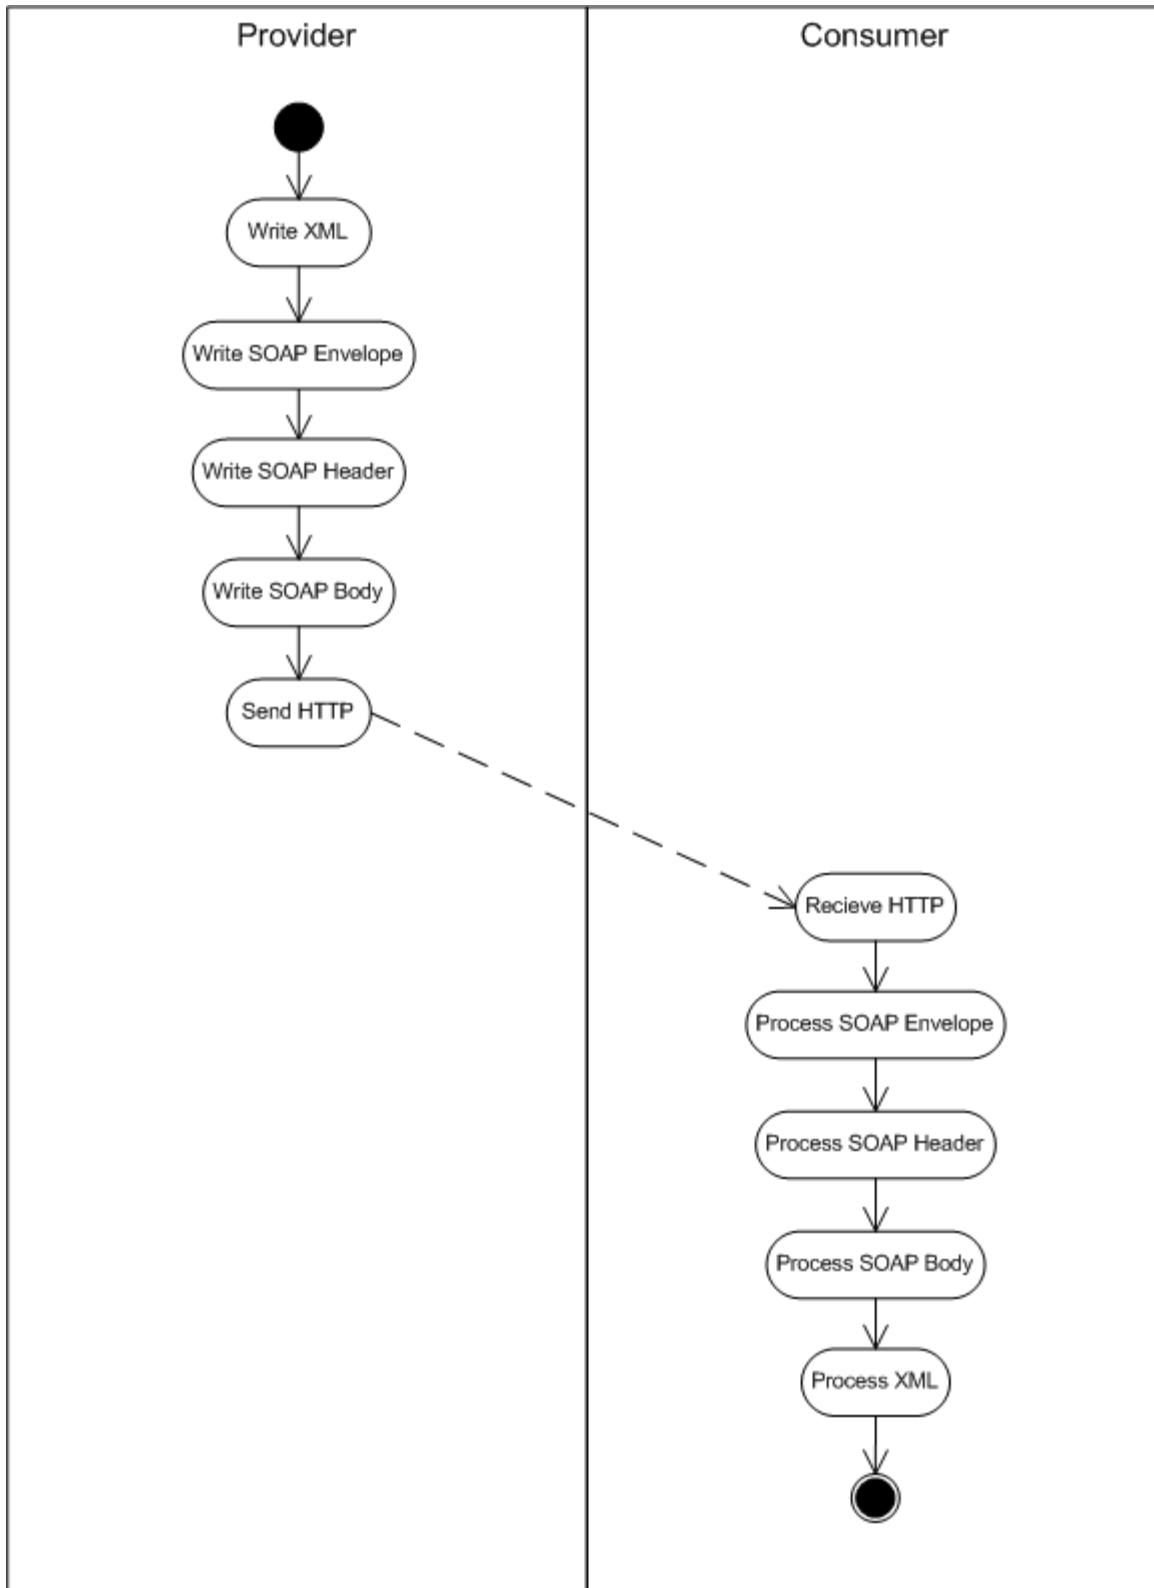 Provider
Consumer
Write XML
Write SOAP Envelope
Write SOAP Header
Write SOAP Body
Send HTTP
Recieve HTTP
Process SOAP Envelope
Process SOAP Header
Process SOAP Body
Process XML